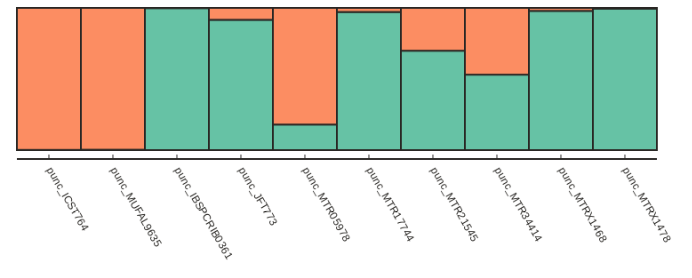 punc_ICST764
punc_MUFAL9635
punc_IBSPCRIB0361
punc_JFT773
punc_MTR05978
punc_MTR17744
punc_MTR21545
punc_MTR34414
punc_MTRX1468
punc_MTRX1478